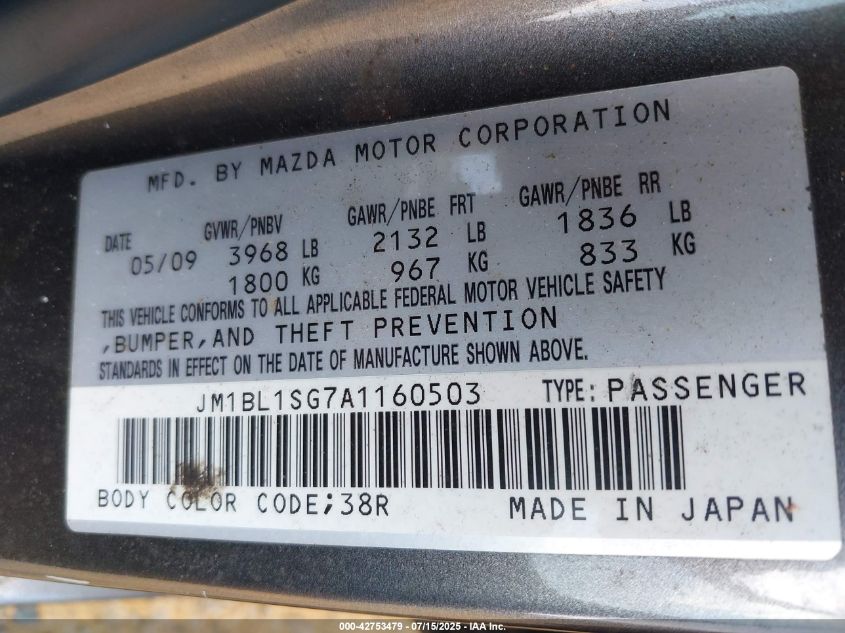 MFD. BY MAZDA MOTOR CORPORATION
DATE GVWR/PNBV GAWR/PNBE FRT GAWR/PNBE RR
05/09 3968 LB 2132 LB 1836 LB
1800 KG 967 KG 833 KG
THIS VEHICLE CONFORMS TO ALL APPLICABLE FEDERAL MOTOR VEHICLE SAFETY
,BUMPER,AND THEFT PREVENTION
STANDARDS IN EFFECT ON THE DATE OF MANUFACTURE SHOWN ABOVE.
JM1BL1SG7A1160503 TYPE: PASSENGER
BODY COLOR CODE;38R MADE IN JAPAN
000-42753479 - 07/15/2025 - IAA Inc.